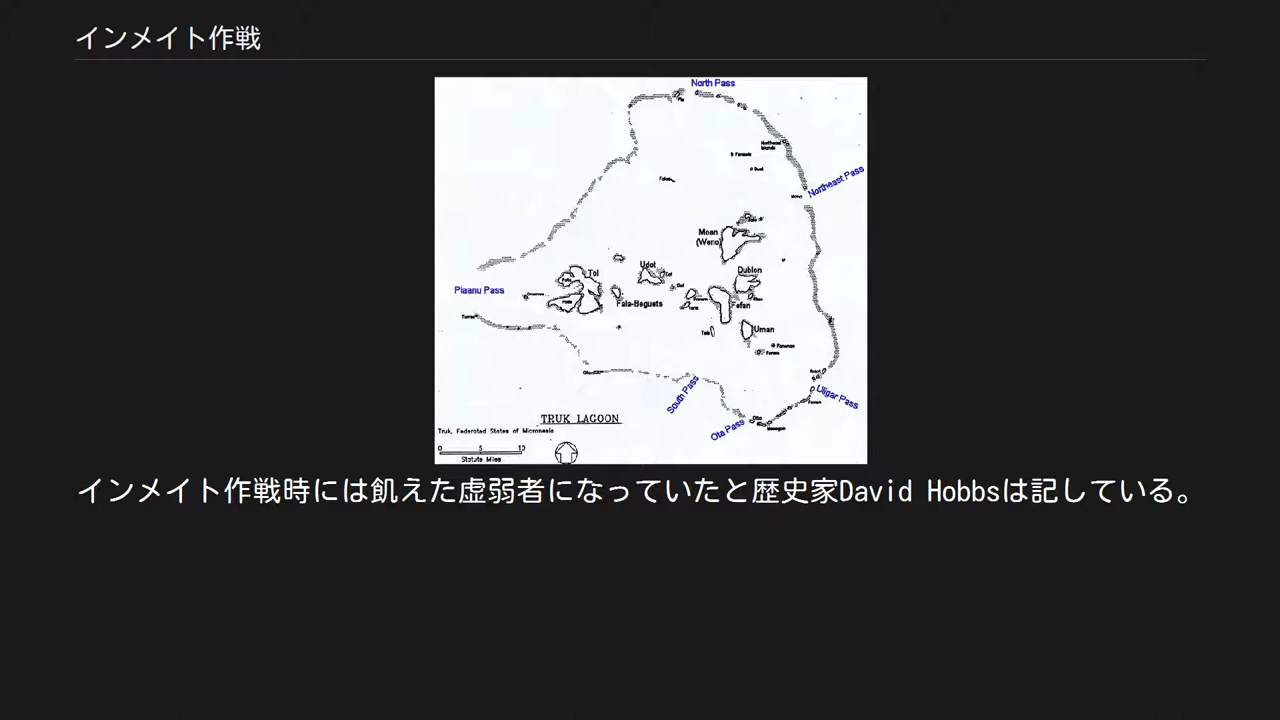 インメイト作戦
North Pass
Northeast Pass
Moen
(Weno)
Tol
Udot
Dublon
Piaanu Pass
Fala-Beguets
Fefan
Uman
South Pass
Uligar Pass
Ota Pass
TRUK LAGOON
Truk, Federated States of Micronesia
0 5 10
Statute Miles
インメイト作戦時には飢えた虚弱者になっていたと歴史家David Hobbsは記している。